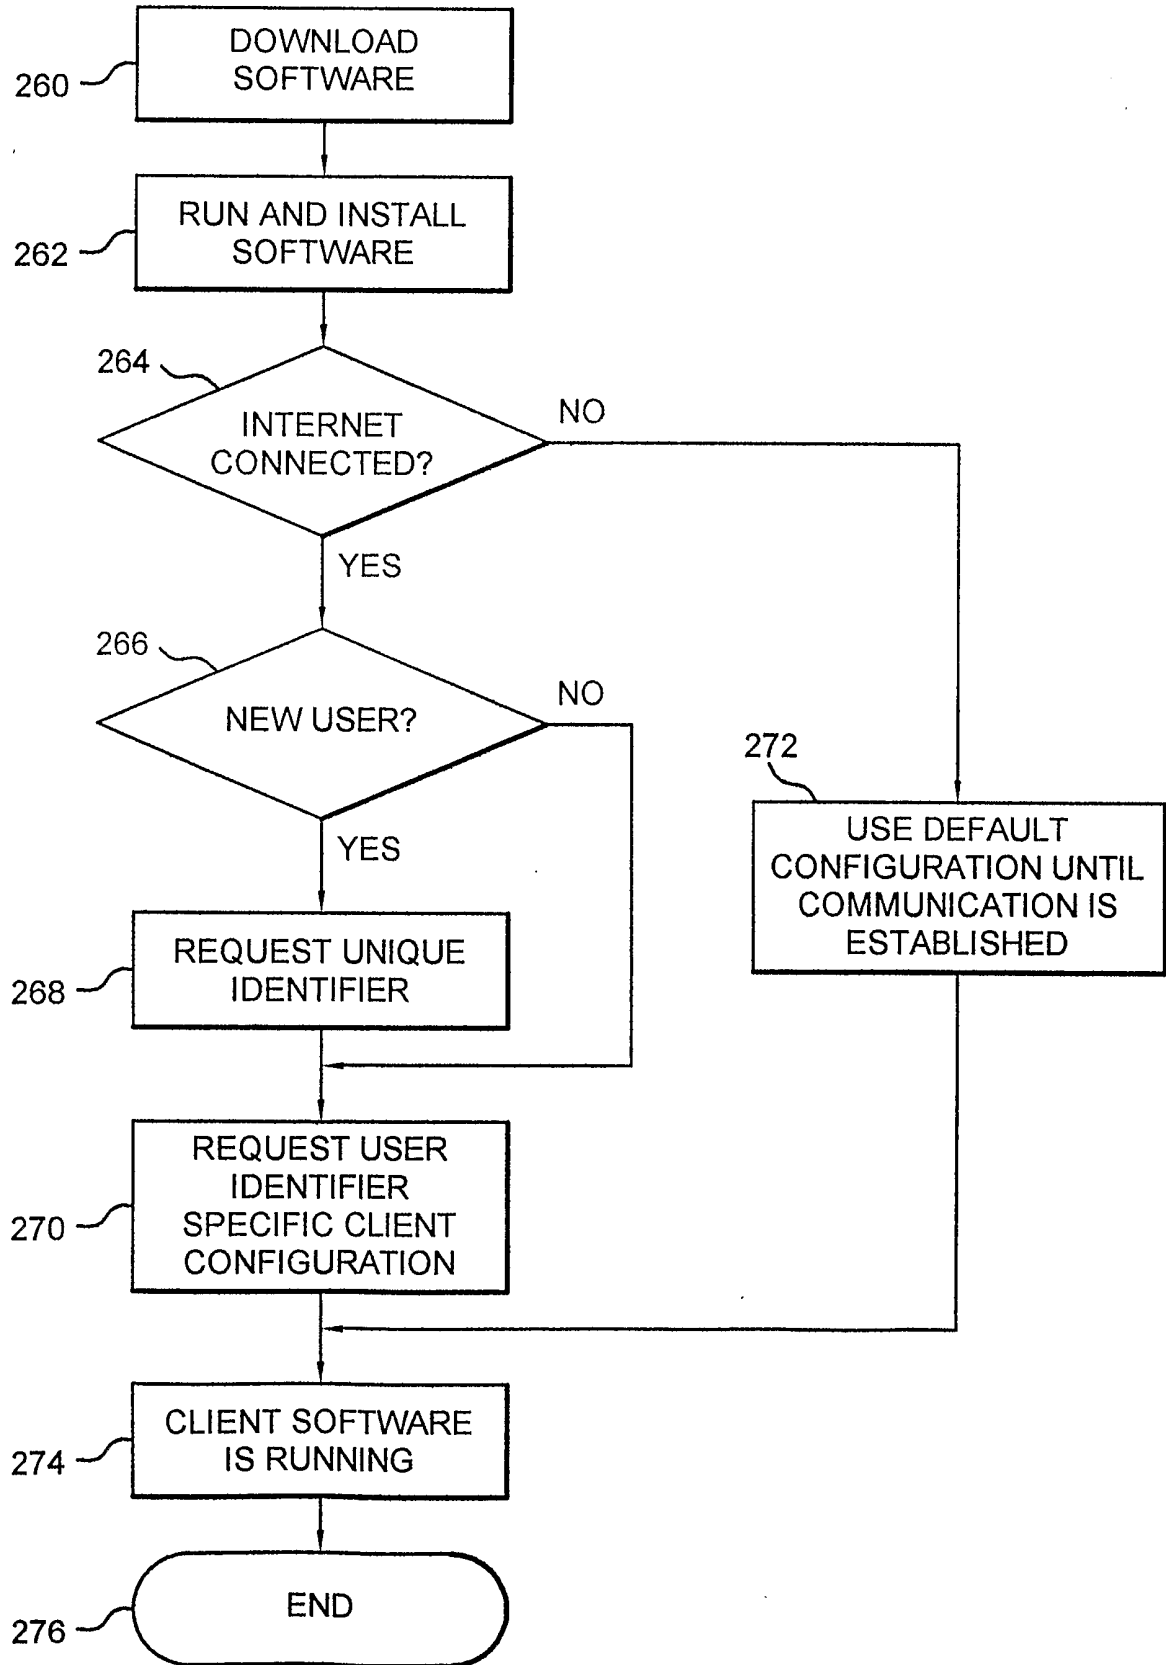 DOWNLOAD
SOFTWARE
260
RUN AND INSTALL
SOFTWARE
262
264
INTERNET
CONNECTED?
NO
YES
266
NEW USER?
NO
YES
272
USE DEFAULT
CONFIGURATION UNTIL
COMMUNICATION IS
ESTABLISHED
REQUEST UNIQUE
IDENTIFIER
268
REQUEST USER
IDENTIFIER
SPECIFIC CLIENT
CONFIGURATION
270
CLIENT SOFTWARE
IS RUNNING
274
END
276